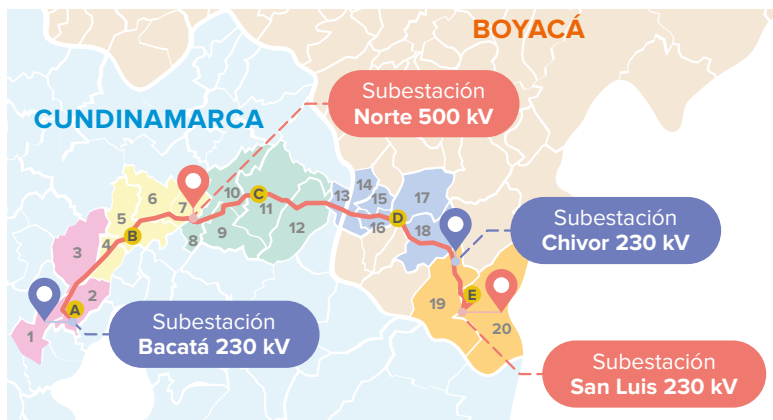 BOYACÁ
Subestación
Norte 500 kV
CUNDINAMARCA
14
10
C
13
15
17
6
7
11
5
D
16
12
B
9
18
8
4
3
Subestación
Chivor 230 kV
2
E
19
A
20
1
Subestación
Bacatá 230 kV
Subestación
San Luis 230 kV